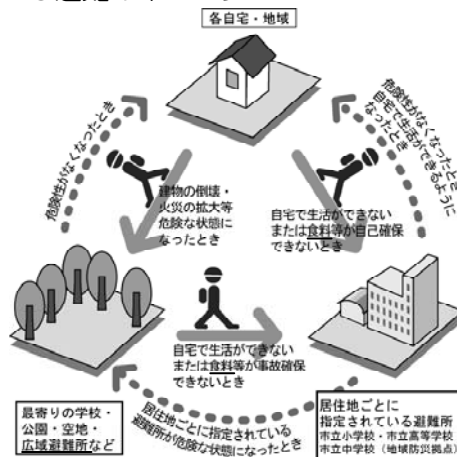 各自宅・地域
危険性がなくなったとき
危険性がなくなったとき
自宅で生活ができるように
なったとき
建物の倒壊・
火災の拡大等
危険な状態に
なったとき
自宅で生活ができない
または食料等が自己確保
できないとき
自宅で生活ができない
または食料等が事故確保
できないとき
居住地ごとに指定されている
避難所が危険な状態になったとき
最寄りの学校・
公園・空地・
広域避難所など
居住地ごとに
指定されている避難所
市立小学校・市立高等学校
市立中学校（地域防災拠点）